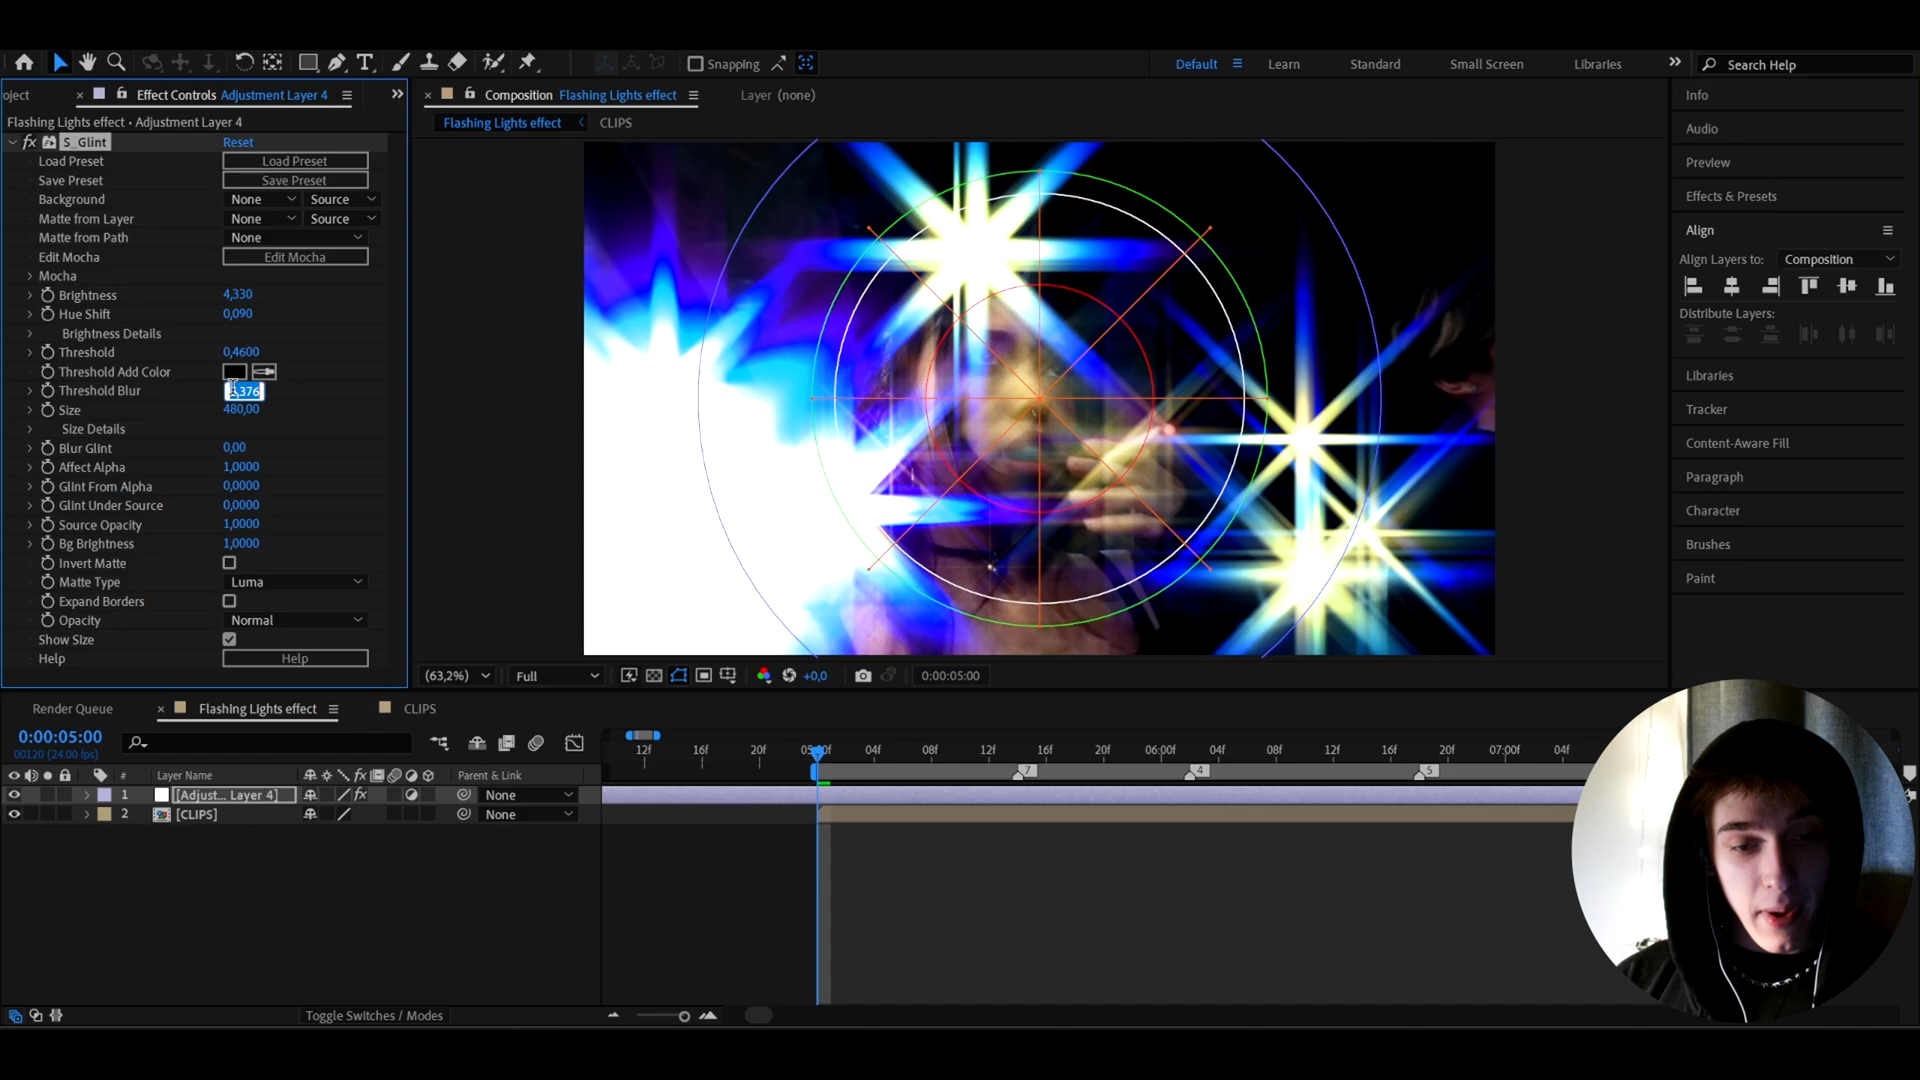 Snapping
Default
Learn
Standard
Small Screen
Libraries
Search Help
oject
Effect Controls Adjustment Layer 4
Composition Flashing Lights effect
Layer (none)
Flashing Lights effect • Adjustment Layer 4
Flashing Lights effect
CLIPS
fx S_Glint Reset
Load Preset Load Preset
Save Preset Save Preset
Background None Source
Matte from Layer None Source
Matte from Path None
Edit Mocha Edit Mocha
Mocha
Brightness 4,330
Hue Shift 0,090
Brightness Details
Threshold 0,4600
Threshold Add Color
Threshold Blur
Size 480,00
Size Details
Blur Glint 0,00
Affect Alpha 1,0000
Glint From Alpha 0,0000
Glint Under Source 0,0000
Source Opacity 1,0000
Bg Brightness 1,0000
Invert Matte
Matte Type Luma
Expand Borders
Opacity Normal
Show Size
Help Help
(63,2%) Full +0,0 0:00:05:00
Info
Audio
Preview
Effects & Presets
Align
Align Layers to: Composition
Distribute Layers:
Libraries
Tracker
Content-Aware Fill
Paragraph
Character
Brushes
Paint
Render Queue
Flashing Lights effect
CLIPS
0:00:05:00
00120 (24.00 fps)
12f 16f 20f 04f 08f 12f 16f 20f 06:00f 04f 08f 12f 16f 20f 07:00f 04f
7 4 5
# Layer Name fx Parent & Link
1 [Adjust... Layer 4] fx None
2 [CLIPS] None
Toggle Switches / Modes